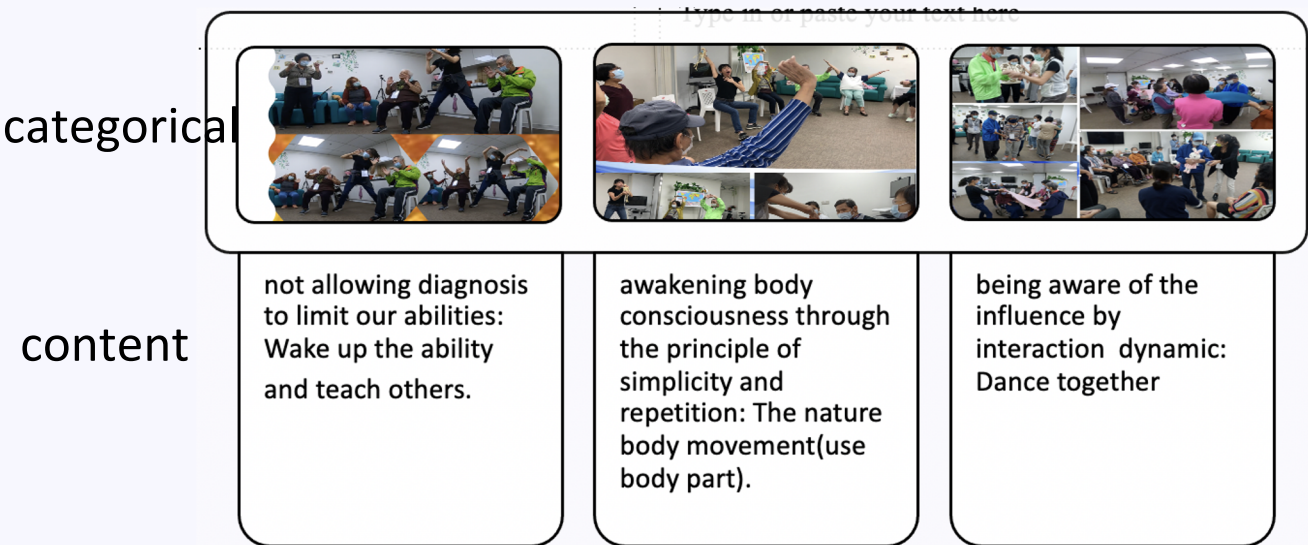 Type in or paste your text here
categorical
content
not allowing diagnosis
to limit our abilities:
Wake up the ability
and teach others.
awakening body
consciousness through
the principle of
simplicity and
repetition: The nature
body movement(use
body part).
being aware of the
influence by
interaction dynamic:
Dance together